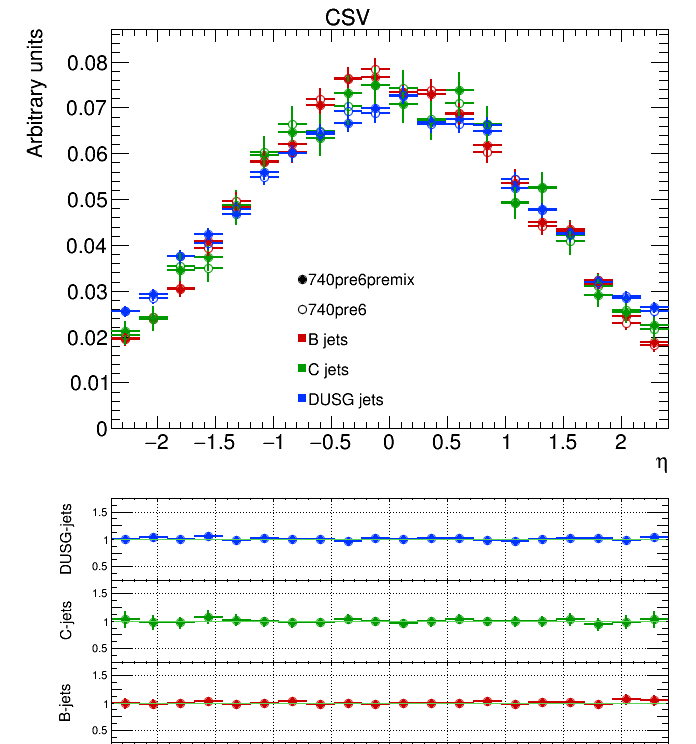 CSV
Arbitrary units
0.08
0.07
0.06
0.05
0.04
0.03
0.02
0.01
0
740pre6premix
740pre6
B jets
C jets
DUSG jets
−2 −1.5 −1 −0.5 0 0.5 1 1.5 2
η
DUSG-jets
1.5
1
0.5
C-jets
1.5
1
0.5
B-jets
1.5
1
0.5